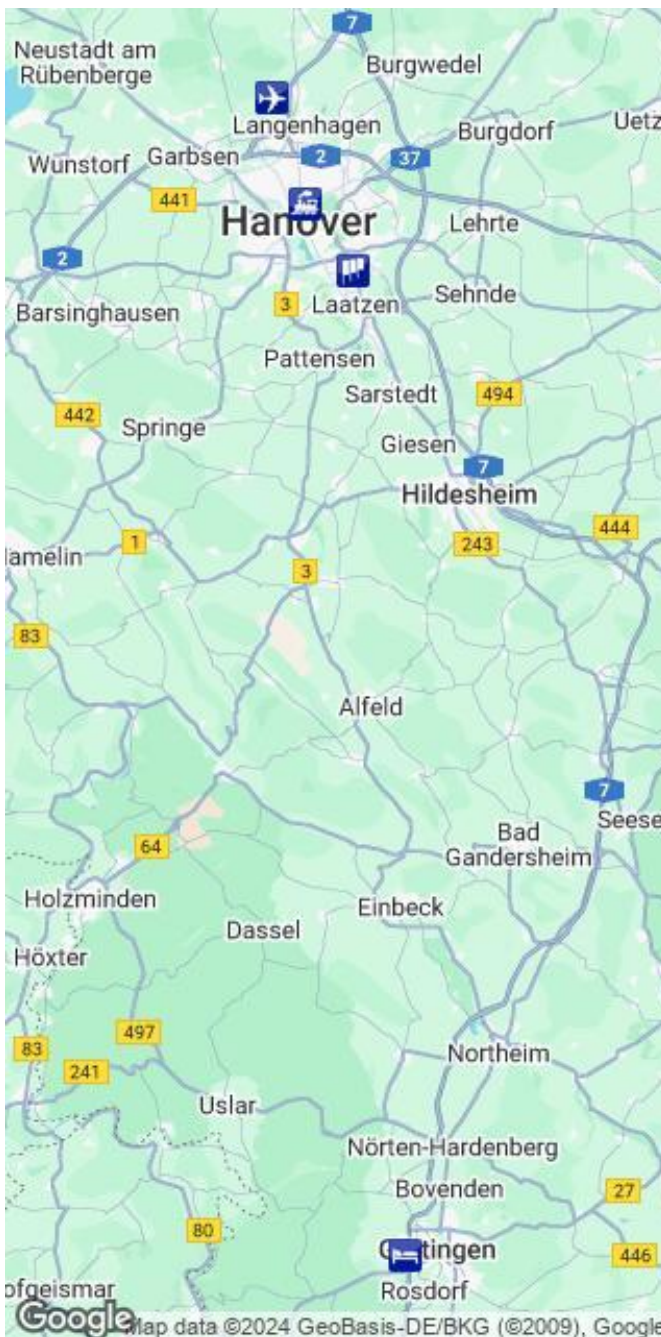 7
Neustadt am
Rübenberge
Burgwedel
Langenhagen
Burgdorf
Uetz
Wunstorf
Garbsen
2
37
441
Hanover
Lehrte
2
Laatzen
Sehnde
3
Barsinghausen
Pattensen
Sarstedt
494
442
Springe
Giesen
7
Hildesheim
444
1
243
Hamelin
3
83
Alfeld
7
Seese
64
Bad
Gandersheim
Holzminden
Einbeck
Dassel
Höxter
497
83
Northeim
241
Uslar
Nörten-Hardenberg
Bovenden
27
80
446
Rosdorf
ofgeismar
Google
Map data ©2024 GeoBasis-DE/BKG (©2009), Google